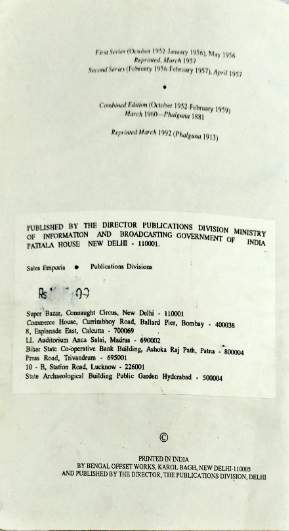 First Series (October 1952-January 1956), May 1956
Reprinted, March 1957
Second Series (February 1956-February 1957), April 1957
Combined Edition (October 1952-February 1959)
March 1960—Phalguna 1881
Reprinted March 1992 (Phalguna 1913)
PUBLISHED BY THE DIRECTOR PUBLICATIONS DIVISION MINISTRY
OF INFORMATION AND BROADCASTING GOVERNMENT OF INDIA
PATIALA HOUSE NEW DELHI - 110001.
Sales Emporia ● Publications Divisions
Rs
Super Bazar, Connaught Circus, New Delhi - 110001
Commerce House, Currimbhoy Road, Ballard Pier, Bombay - 400038
8, Esplanade East, Calcutta - 700069
LL Auditorium Anna Salai, Madras - 690002
Bihar State Co-operative Bank Building, Ashoka Raj Path, Patna - 800004
Press Road, Trivandrum - 695001
10 - B, Station Road, Lucknow - 226001
State Archaeological Building Public Garden Hyderabad - 500004
©
PRINTED IN INDIA
BY BENGAL OFFSET WORKS, KAROL BAGH, NEW DELHI-110005
AND PUBLISHED BY THE DIRECTOR, THE PUBLICATIONS DIVISION, DELHI